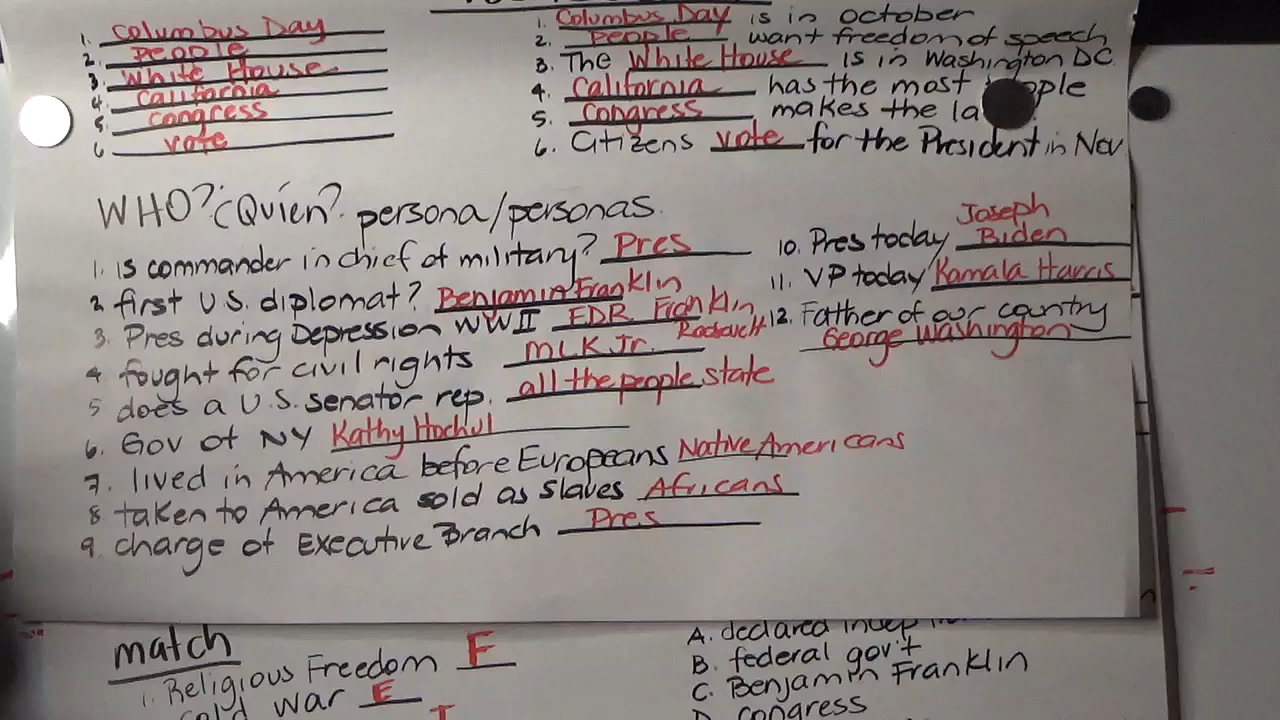 1. Columbus Day
2. people
3. White House
4. California
5. congress
6 vote
1. Columbus Day is in october
2. people want freedom of speech
3. The White House is in Washington DC.
4. California has the most
5. Congress makes the
6. Citizens vote for the President in Nov
WHO? ¿Quién? persona/personas.
1. is commander in chief of military? Pres
2 first U.S. diplomat? Benjamin Franklin
3. Pres during Depression WWII FDR Franklin Roosevelt
4 fought for civil rights MLK Jr.
5 does a U.S. senator rep. all the people state
6. Gov of NY Kathy Hochul
7. lived in America before Europeans Native Americans
8 taken to America sold as slaves Africans
9. charge of Executive Branch Pres
10. Pres today Joseph Biden
11. VP today Kamala Harris
12. Father of our country
George Washington
match
1. Religious Freedom F
War E
A. declared
B. federal gov't
C. Benjamin Franklin
D. congress